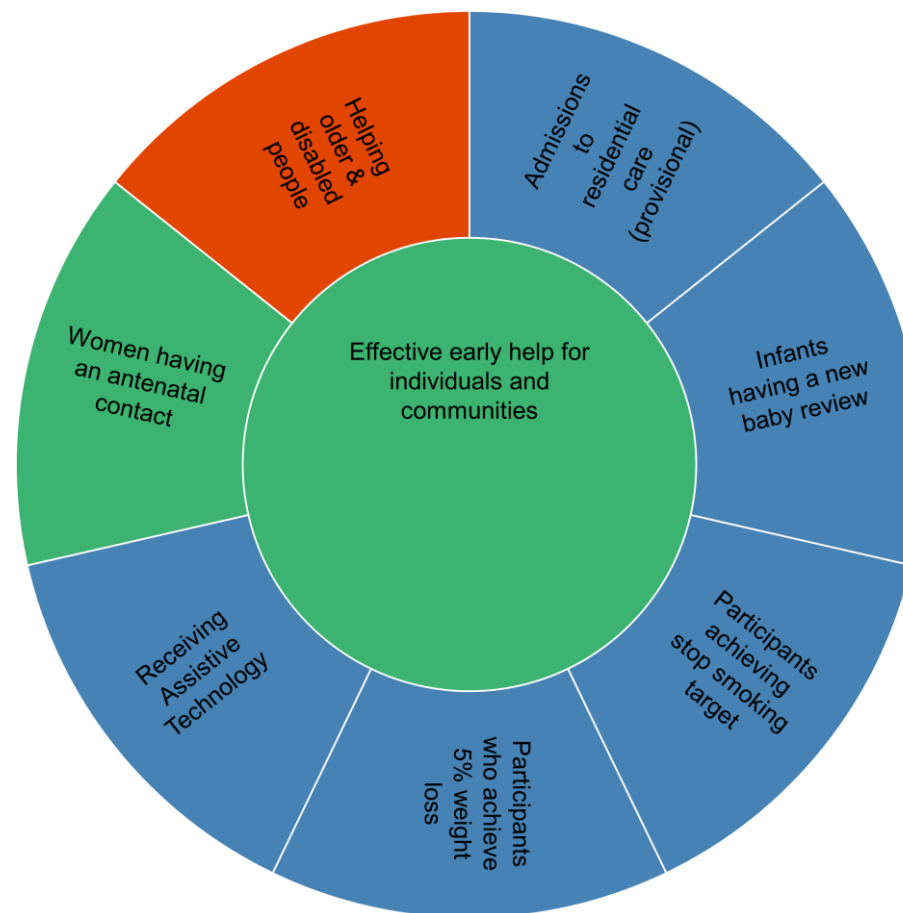 Effective early help for
individuals and
communities
Admissions
to
residential
care
(provisional)
Infants
having a new
baby review
Participants
achieving
stop smoking
target
Participants
who achieve
5% weight
loss
Receiving
Assistive
Technology
Women having
an antenatal
contact
Helping
older &
disabled
people